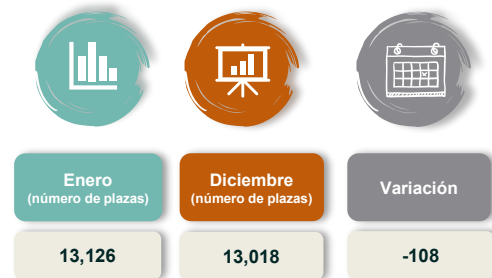 Enero
(número de plazas)
Diciembre
(número de plazas)
Variación
13,126
13,018
-108